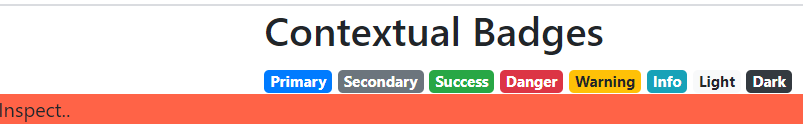 Contextual Badges
Primary Secondary Success Danger Warning Info Light Dark
Inspect..